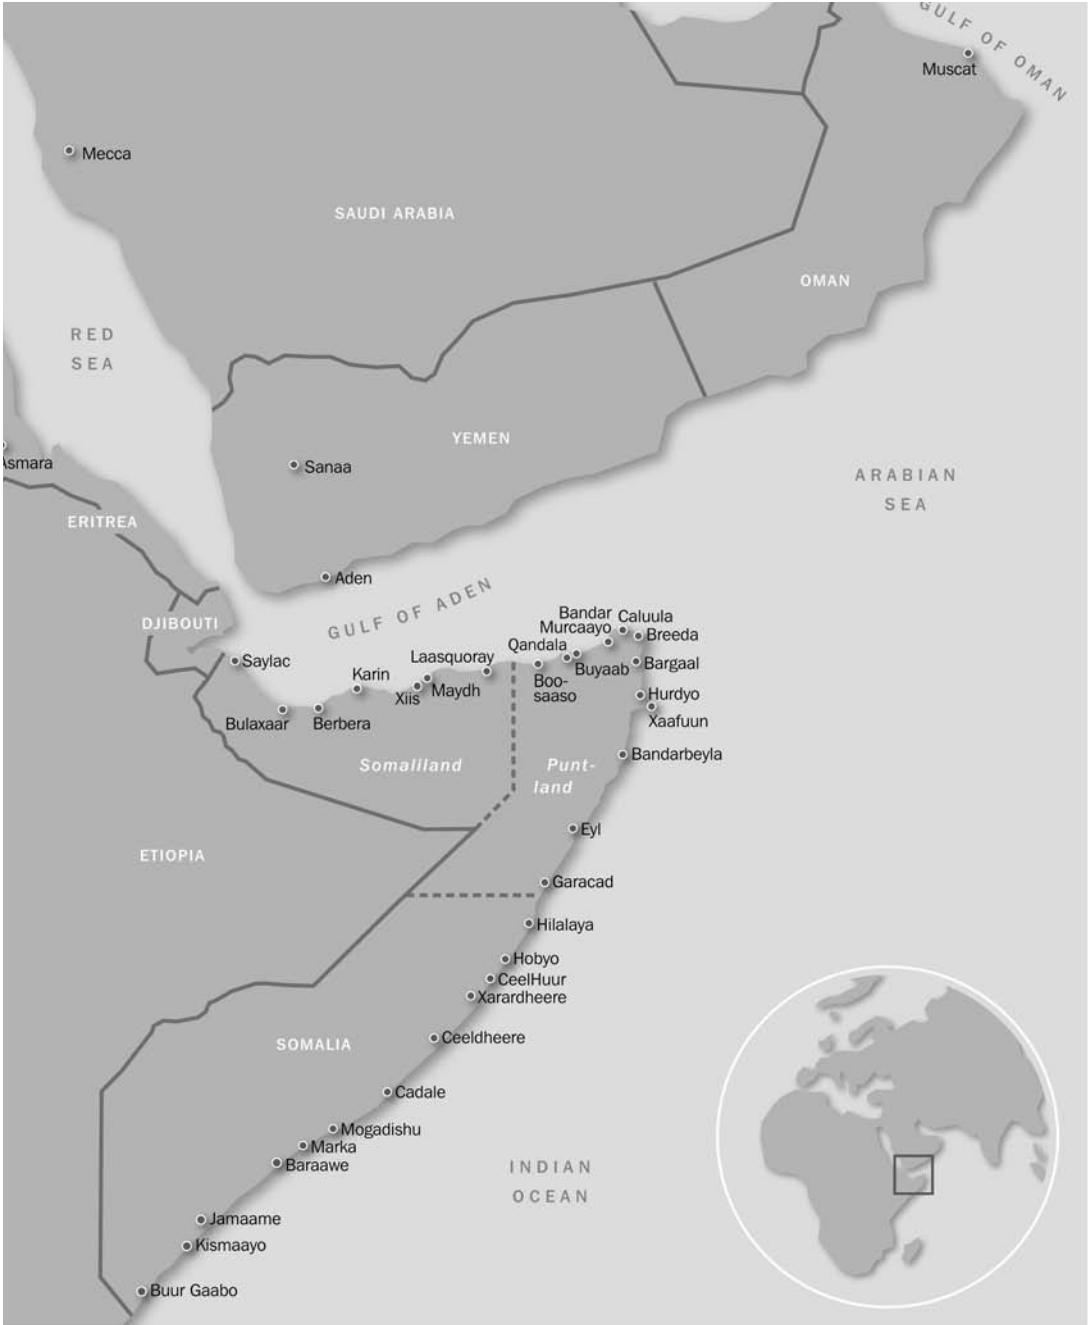 GULF OF OMAN
Muscat
Mecca
SAUDI ARABIA
OMAN
RED
SEA
YEMEN
Asmara
Sanaa
ARABIAN
SEA
ERITREA
Aden
GULF OF ADEN
DJIBOUTI
Bandar
Murcaayo
Caluula
Breeda
Qandala
Laasquoray
Saylac
Buyaab
Bargaal
Karin
Boo-
saaso
Xiis
Maydh
Hurdyo
Bulaxaar
Berbera
Xaafuun
Bandarbeyla
Somaliland
Punt-
land
Eyl
ETIOPIA
Garacad
Hilalaya
Hobyo
CeelHuur
Xarardheere
Ceeldheere
SOMALIA
Cadale
Mogadishu
Marka
Baraawe
INDIAN
OCEAN
Jamaame
Kismaayo
Buur Gaabo